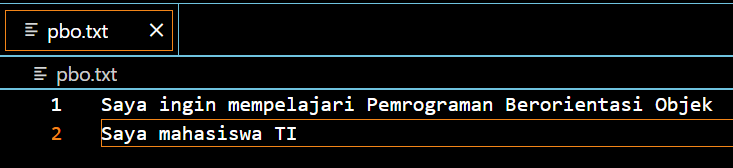 pbo.txt
pbo.txt
1 Saya ingin mempelajari Pemrograman Berorientasi Objek
2 Saya mahasiswa TI